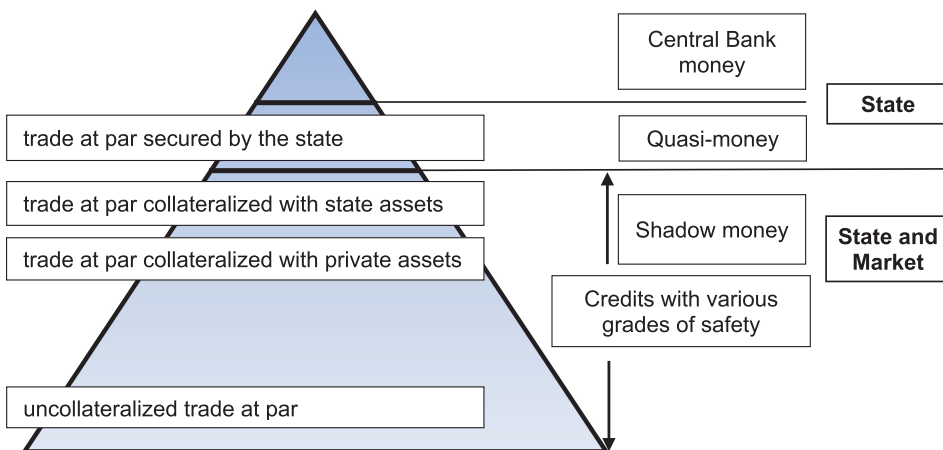 Central Bank
money
State
trade at par secured by the state
Quasi-money
trade at par collateralized with state assets
Shadow money
State and
Market
trade at par collateralized with private assets
Credits with various
grades of safety
uncollateralized trade at par